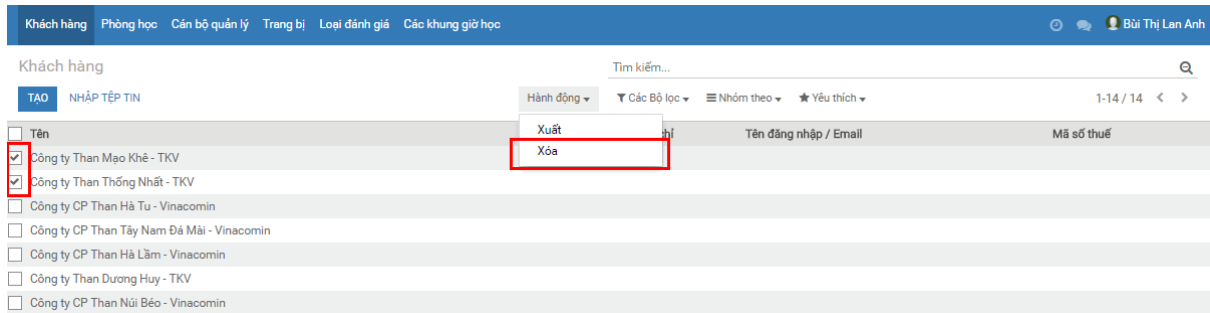 Khách hàng Phòng học Cán bộ quản lý Trang bị Loại đánh giá Các khung giờ học Bùi Thị Lan Anh
Khách hàng Tìm kiếm...
TẠO NHẬP TỆP TIN Hành động Các Bộ lọc Nhóm theo Yêu thích 1-14 / 14
Xuất
Xóa
Tên Tên đăng nhập / Email Mã số thuế
Công ty Than Mạo Khê - TKV
Công ty Than Thống Nhất - TKV
Công ty CP Than Hà Tu - Vinacomin
Công ty CP Than Tây Nam Đá Mài - Vinacomin
Công ty CP Than Hà Lầm - Vinacomin
Công ty Than Dương Huy - TKV
Công ty CP Than Núi Béo - Vinacomin